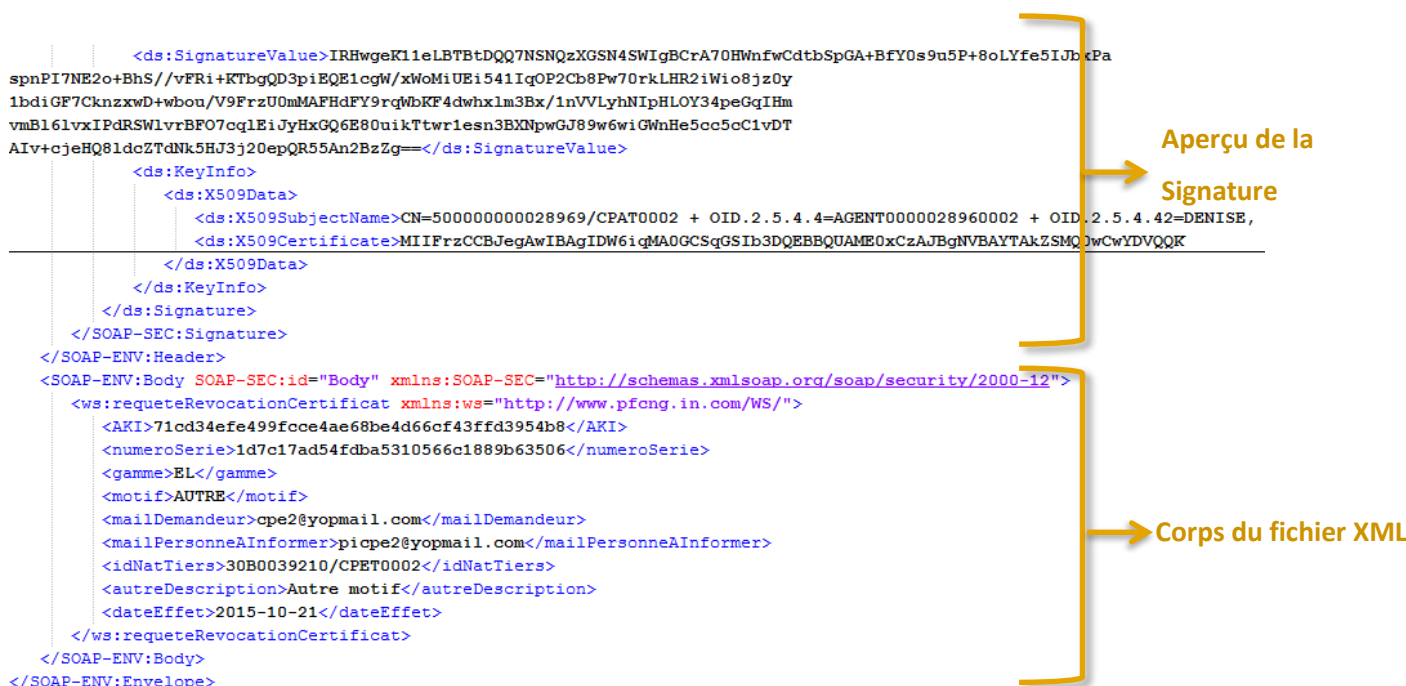 <ds:SignatureValue>IRHwgeK11eLBTBtDQQ7NSNQzXGSN4SWIgBCrA70HWnfwCdtbSpGA+BfY0s9u5P+8oLYfe5IJbxPa
spnPI7NE2o+BhS//vFRi+KTbgQD3piEQE1cgW/xWoMiUEi541IqOP2Cb8Pw70rkLHR2iWio8jz0y
1bdiGF7CknzxwD+wbou/V9FrzU0mMAFHdFY9rqWbKF4dwhxlm3Bx/1nVVLyhNIpHLOY34peGqIHm
vmBl6lvxIPdRSWlvrBFO7cqlEiJyHxGQ6E80uikTtwr1esn3BXNpwGJ89w6wiGWnHe5cc5cC1vDT
AIv+cjeHQ8ldcZTdNk5HJ3j20epQR55An2BzZg==</ds:SignatureValue>
<ds:KeyInfo>
<ds:X509Data>
<ds:X509SubjectName>CN=500000000028969/CPAT0002 + OID.2.5.4.4=AGENT0000028960002 + OID.2.5.4.42=DENISE,
<ds:X509Certificate>MIIFrzCCBJegAwIBAgIDW6iqMA0GCSqGSIb3DQEBBQUAME0xCzAJBgNVBAYTAkZSMQ0wCwYDVQQK
</ds:X509Data>
</ds:KeyInfo>
</ds:Signature>
</SOAP-SEC:Signature>
</SOAP-ENV:Header>
Aperçu de la
Signature
<SOAP-ENV:Body SOAP-SEC:id="Body" xmlns:SOAP-SEC="http://schemas.xmlsoap.org/soap/security/2000-12">
<ws:requeteRevocationCertificat xmlns:ws="http://www.pfcng.in.com/WS/">
<AKI>71cd34efe499fcce4ae68be4d66cf43ffd3954b8</AKI>
<numeroSerie>1d7c17ad54fdba5310566c1889b63506</numeroSerie>
<gamme>EL</gamme>
<motif>AUTRE</motif>
<mailDemandeur>cpe2@yopmail.com</mailDemandeur>
<mailPersonneAInformer>picpe2@yopmail.com</mailPersonneAInformer>
<idNatTiers>30B0039210/CPET0002</idNatTiers>
<autreDescription>Autre motif</autreDescription>
<dateEffet>2015-10-21</dateEffet>
</ws:requeteRevocationCertificat>
</SOAP-ENV:Body>
</SOAP-ENV:Envelope>
Corps du fichier XML